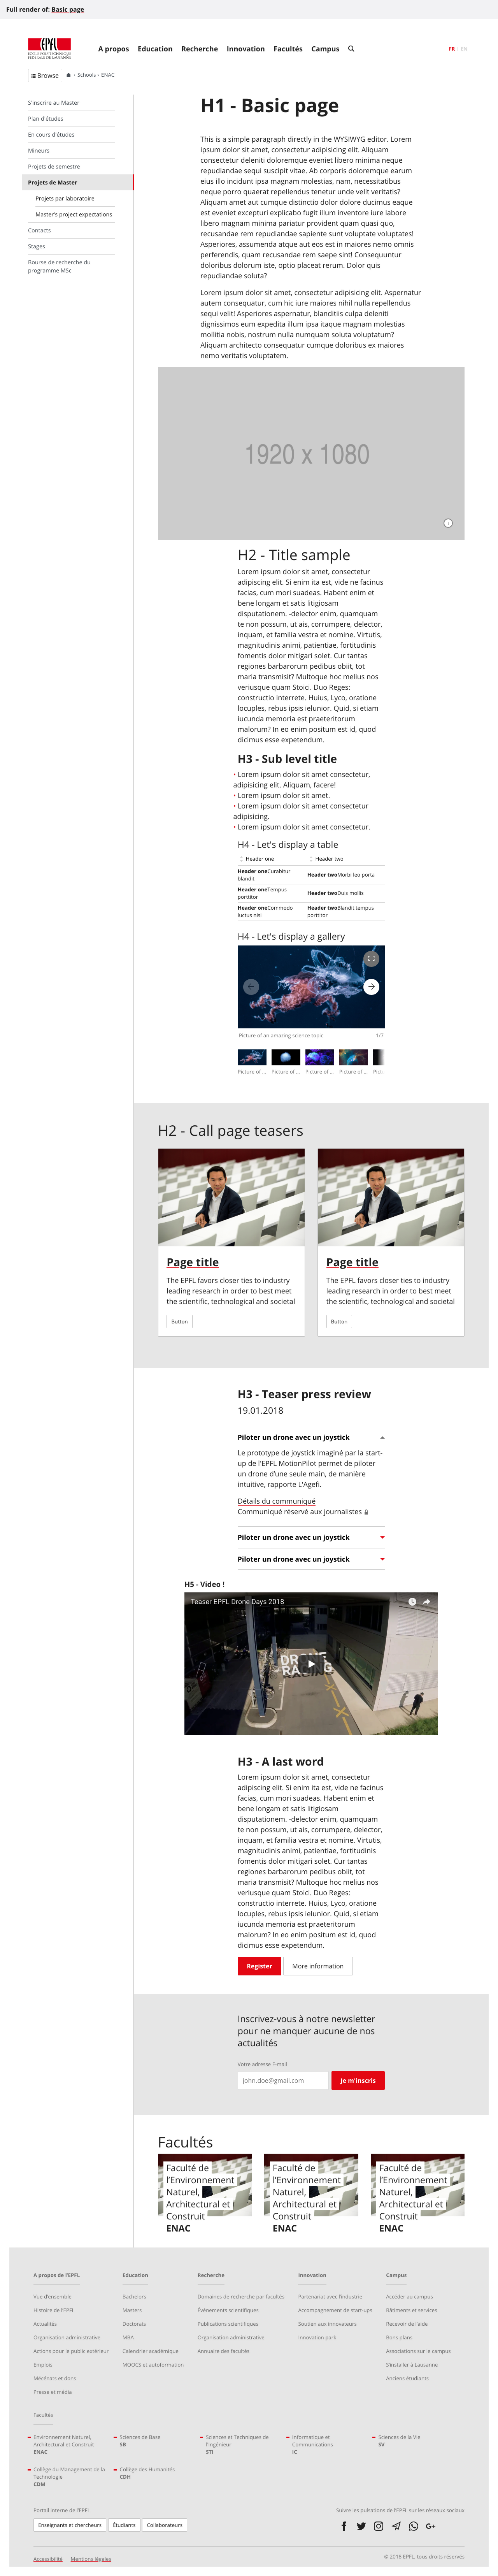 Full render of: Basic page
EPFL
ÉCOLE POLYTECHNIQUE
FÉDÉRALE DE LAUSANNE
A propos Education Recherche Innovation Facultés Campus
FR EN
Browse
Schools › ENAC
S'inscrire au Master
Plan d'études
En cours d'études
Mineurs
Projets de semestre
Projets de Master
Projets par laboratoire
Master's project expectations
Contacts
Stages
Bourse de recherche du
programme MSc
H1 - Basic page
This is a simple paragraph directly in the WYSIWYG editor. Lorem
ipsum dolor sit amet, consectetur adipisicing elit. Aliquam
consectetur deleniti doloremque eveniet libero minima
repudiandae sequi suscipit vitae. Ab corporis dolorem earum
eius illo incidunt ipsa magnam molestias, nam, necessitatibus
neque porro quaerat repellendus tenetur unde velit veritatis?
Aliquam amet aut cumque distinctio dolor dolore ducimus eaque
est eveniet excepturi explicabo fugit illum inventore iure labore
libero magnam minima pariatur provident quam quasi quo,
recusandae rem repudiandae sapiente sunt voluptate voluptates!
Asperiores, assumenda atque aut eos est in maiores nemo omnis
perferendis, quam recusandae rem saepe sint! Consequuntur
doloribus dolorum iste, optio placeat rerum. Dolor quis
repudiandae soluta?
Lorem ipsum dolor sit amet, consectetur adipisicing elit. Aspernatur
autem consequatur, cum hic iure maiores nihil nulla repellendus
sequi velit! Asperiores aspernatur, blanditiis culpa deleniti
dignissimos eum expedita illum ipsa itaque magnam molestias
mollitia nobis, nostrum nulla numquam soluta voluptatum?
Aliquam architecto consequatur cumque doloribus ex maiores
nemo veritatis voluptatem.
1920 x 1080
H2 - Title sample
Lorem ipsum dolor sit amet, consectetur
adipiscing elit. Si enim ita est, vide ne facinus
facias, cum mori suadeas. Habent enim et
bene longam et satis litigiosam
disputationem. -delector enim, quamquam
te non possum, ut ais, corrumpere, delector,
inquam, et familia vestra et nomine. Virtutis,
magnitudinis animi, patientiae, fortitudinis
fomentis dolor mitigari solet. Cur tantas
regiones barbarorum pedibus obiit, tot
maria transmisit? Multoque hoc melius nos
veriusque quam Stoici. Duo Reges:
constructio interrete. Huius, Lyco, oratione
locuples, rebus ipsis ielunior. Quid, si etiam
iucunda memoria est praeteritorum
malorum? In eo enim positum est id, quod
dicimus esse expetendum.
H3 - Sub level title
• Lorem ipsum dolor sit amet consectetur,
adipisicing elit. Aliquam, facere!
• Lorem ipsum dolor sit amet.
• Lorem ipsum dolor sit amet consectetur
adipisicing.
• Lorem ipsum dolor sit amet consectetur.
H4 - Let's display a table
Header one Header two
Header oneCurabitur
blandit
Header twoMorbi leo porta
Header oneTempus
porttitor
Header twoDuis mollis
Header oneCommodo
luctus nisi
Header twoBlandit tempus
porttitor
H4 - Let's display a gallery
Picture of an amazing science topic 1/7
Picture of ... Picture of ... Picture of ... Picture of ... Pict
H2 - Call page teasers
Page title
The EPFL favors closer ties to industry
leading research in order to best meet
the scientific, technological and societal
Button
Page title
The EPFL favors closer ties to industry
leading research in order to best meet
the scientific, technological and societal
Button
H3 - Teaser press review
19.01.2018
Piloter un drone avec un joystick
Le prototype de joystick imaginé par la start-
up de l'EPFL MotionPilot permet de piloter
un drone d'une seule main, de manière
intuitive, rapporte L'Agefi.
Détails du communiqué
Communiqué réservé aux journalistes
Piloter un drone avec un joystick
Piloter un drone avec un joystick
H5 - Video !
Teaser EPFL Drone Days 2018
DRONE
RACING
H3 - A last word
Lorem ipsum dolor sit amet, consectetur
adipiscing elit. Si enim ita est, vide ne facinus
facias, cum mori suadeas. Habent enim et
bene longam et satis litigiosam
disputationem. -delector enim, quamquam
te non possum, ut ais, corrumpere, delector,
inquam, et familia vestra et nomine. Virtutis,
magnitudinis animi, patientiae, fortitudinis
fomentis dolor mitigari solet. Cur tantas
regiones barbarorum pedibus obiit, tot
maria transmisit? Multoque hoc melius nos
veriusque quam Stoici. Duo Reges:
constructio interrete. Huius, Lyco, oratione
locuples, rebus ipsis ielunior. Quid, si etiam
iucunda memoria est praeteritorum
malorum? In eo enim positum est id, quod
dicimus esse expetendum.
Register More information
Inscrivez-vous à notre newsletter
pour ne manquer aucune de nos
actualités
Votre adresse E-mail
john.doe@gmail.com Je m'inscris
Facultés
Faculté de
l'Environnement
Naturel,
Architectural et
Construit
ENAC
Faculté de
l'Environnement
Naturel,
Architectural et
Construit
ENAC
Faculté de
l'Environnement
Naturel,
Architectural et
Construit
ENAC
A propos de l'EPFL
Vue d'ensemble
Histoire de l'EPFL
Actualités
Organisation administrative
Actions pour le public extérieur
Emplois
Mécénats et dons
Presse et média
Education
Bachelors
Masters
Doctorats
MBA
Calendrier académique
MOOCS et autoformation
Recherche
Domaines de recherche par facultés
Événements scientifiques
Publications scientifiques
Organisation administrative
Annuaire des facultés
Innovation
Partenariat avec l'industrie
Accompagnement de start-ups
Soutien aux innovateurs
Innovation park
Campus
Accéder au campus
Bâtiments et services
Recevoir de l'aide
Bons plans
Associations sur le campus
S'installer à Lausanne
Anciens étudiants
Facultés
Environnement Naturel,
Architectural et Construit
ENAC
Sciences de Base
SB
Sciences et Techniques de
l'Ingénieur
STI
Informatique et
Communications
IC
Sciences de la Vie
SV
Collège du Management de la
Technologie
CDM
Collège des Humanités
CDH
Portail interne de l'EPFL
Enseignants et chercheurs Étudiants Collaborateurs
Suivre les pulsations de l'EPFL sur les réseaux sociaux
Accessibilité Mentions légales
© 2018 EPFL, tous droits réservés